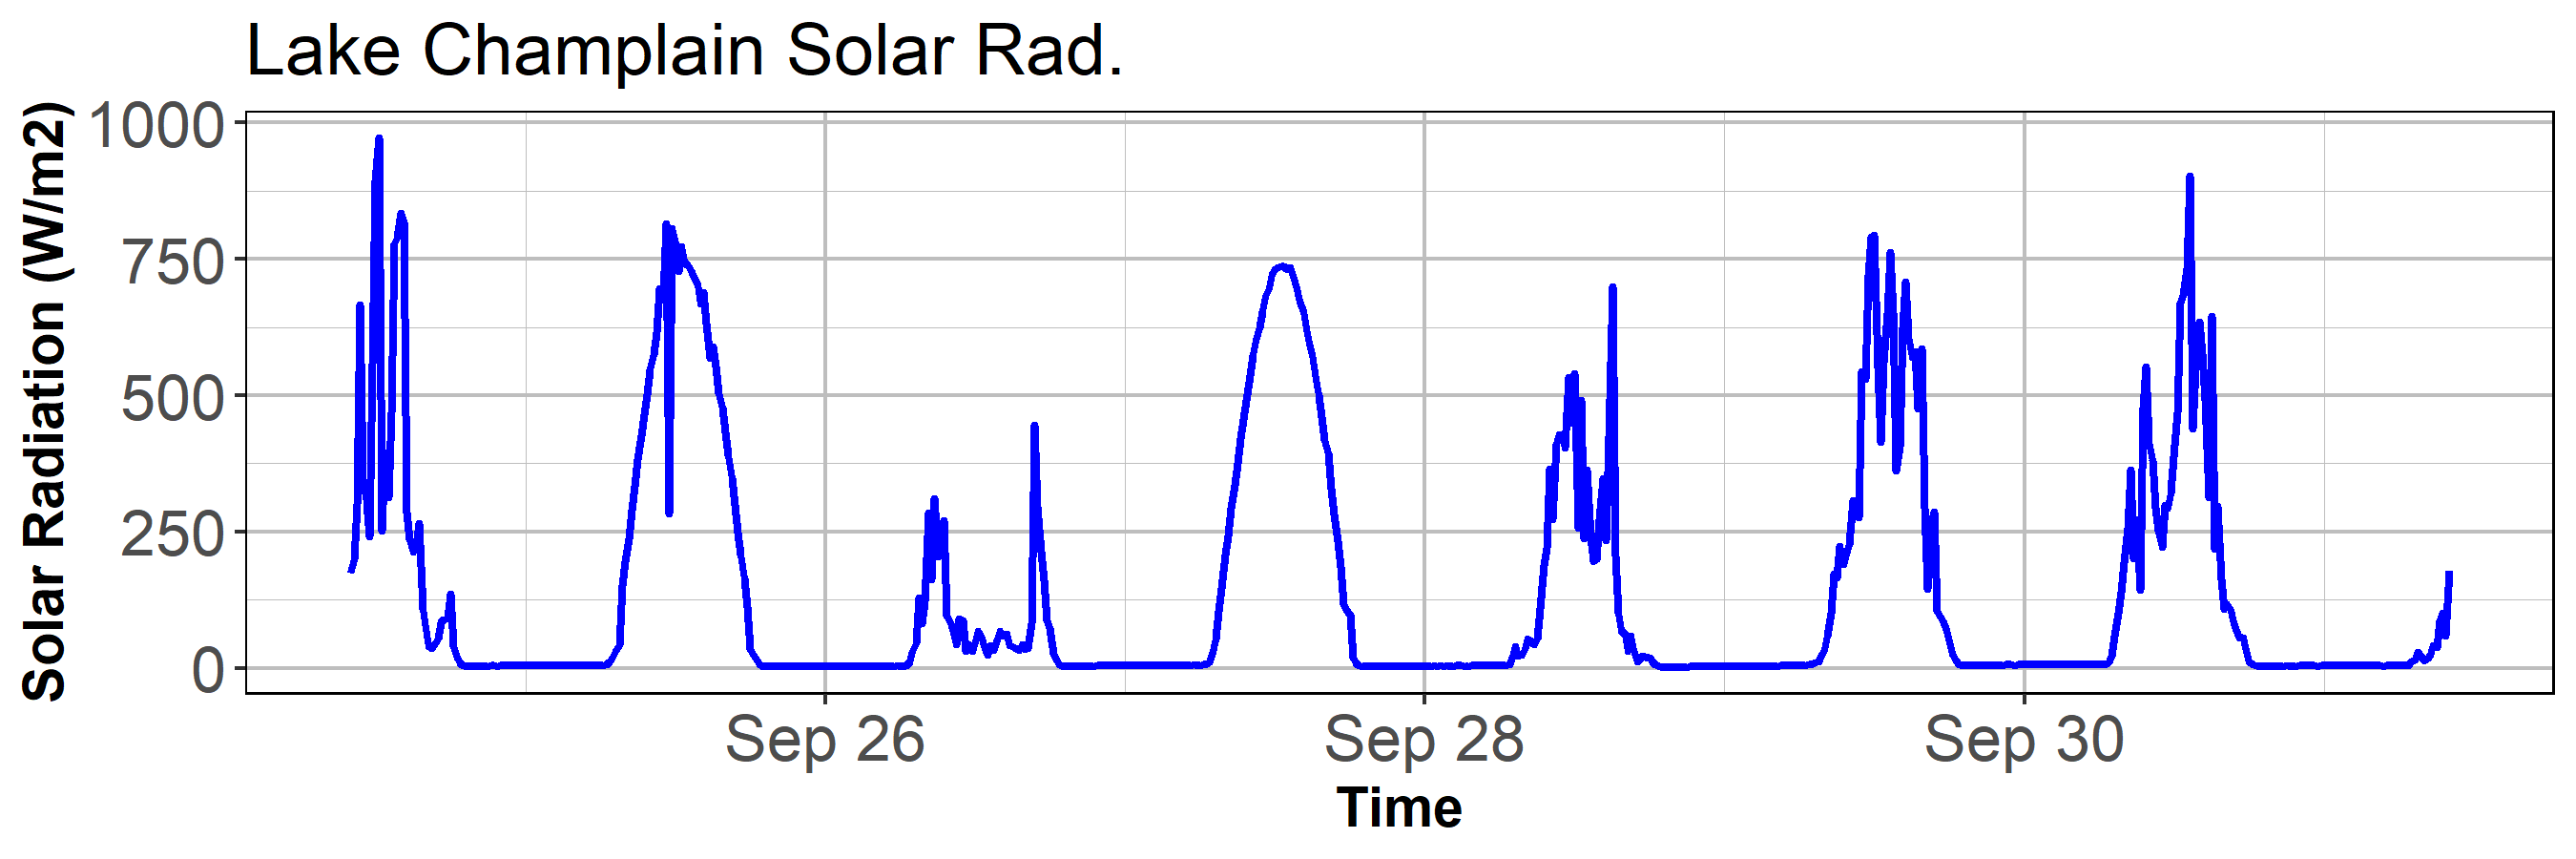 Lake Champlain Solar Rad.
Solar Radiation (W/m2)
1000
750
500
250
0
Sep 26
Sep 28
Sep 30
Time